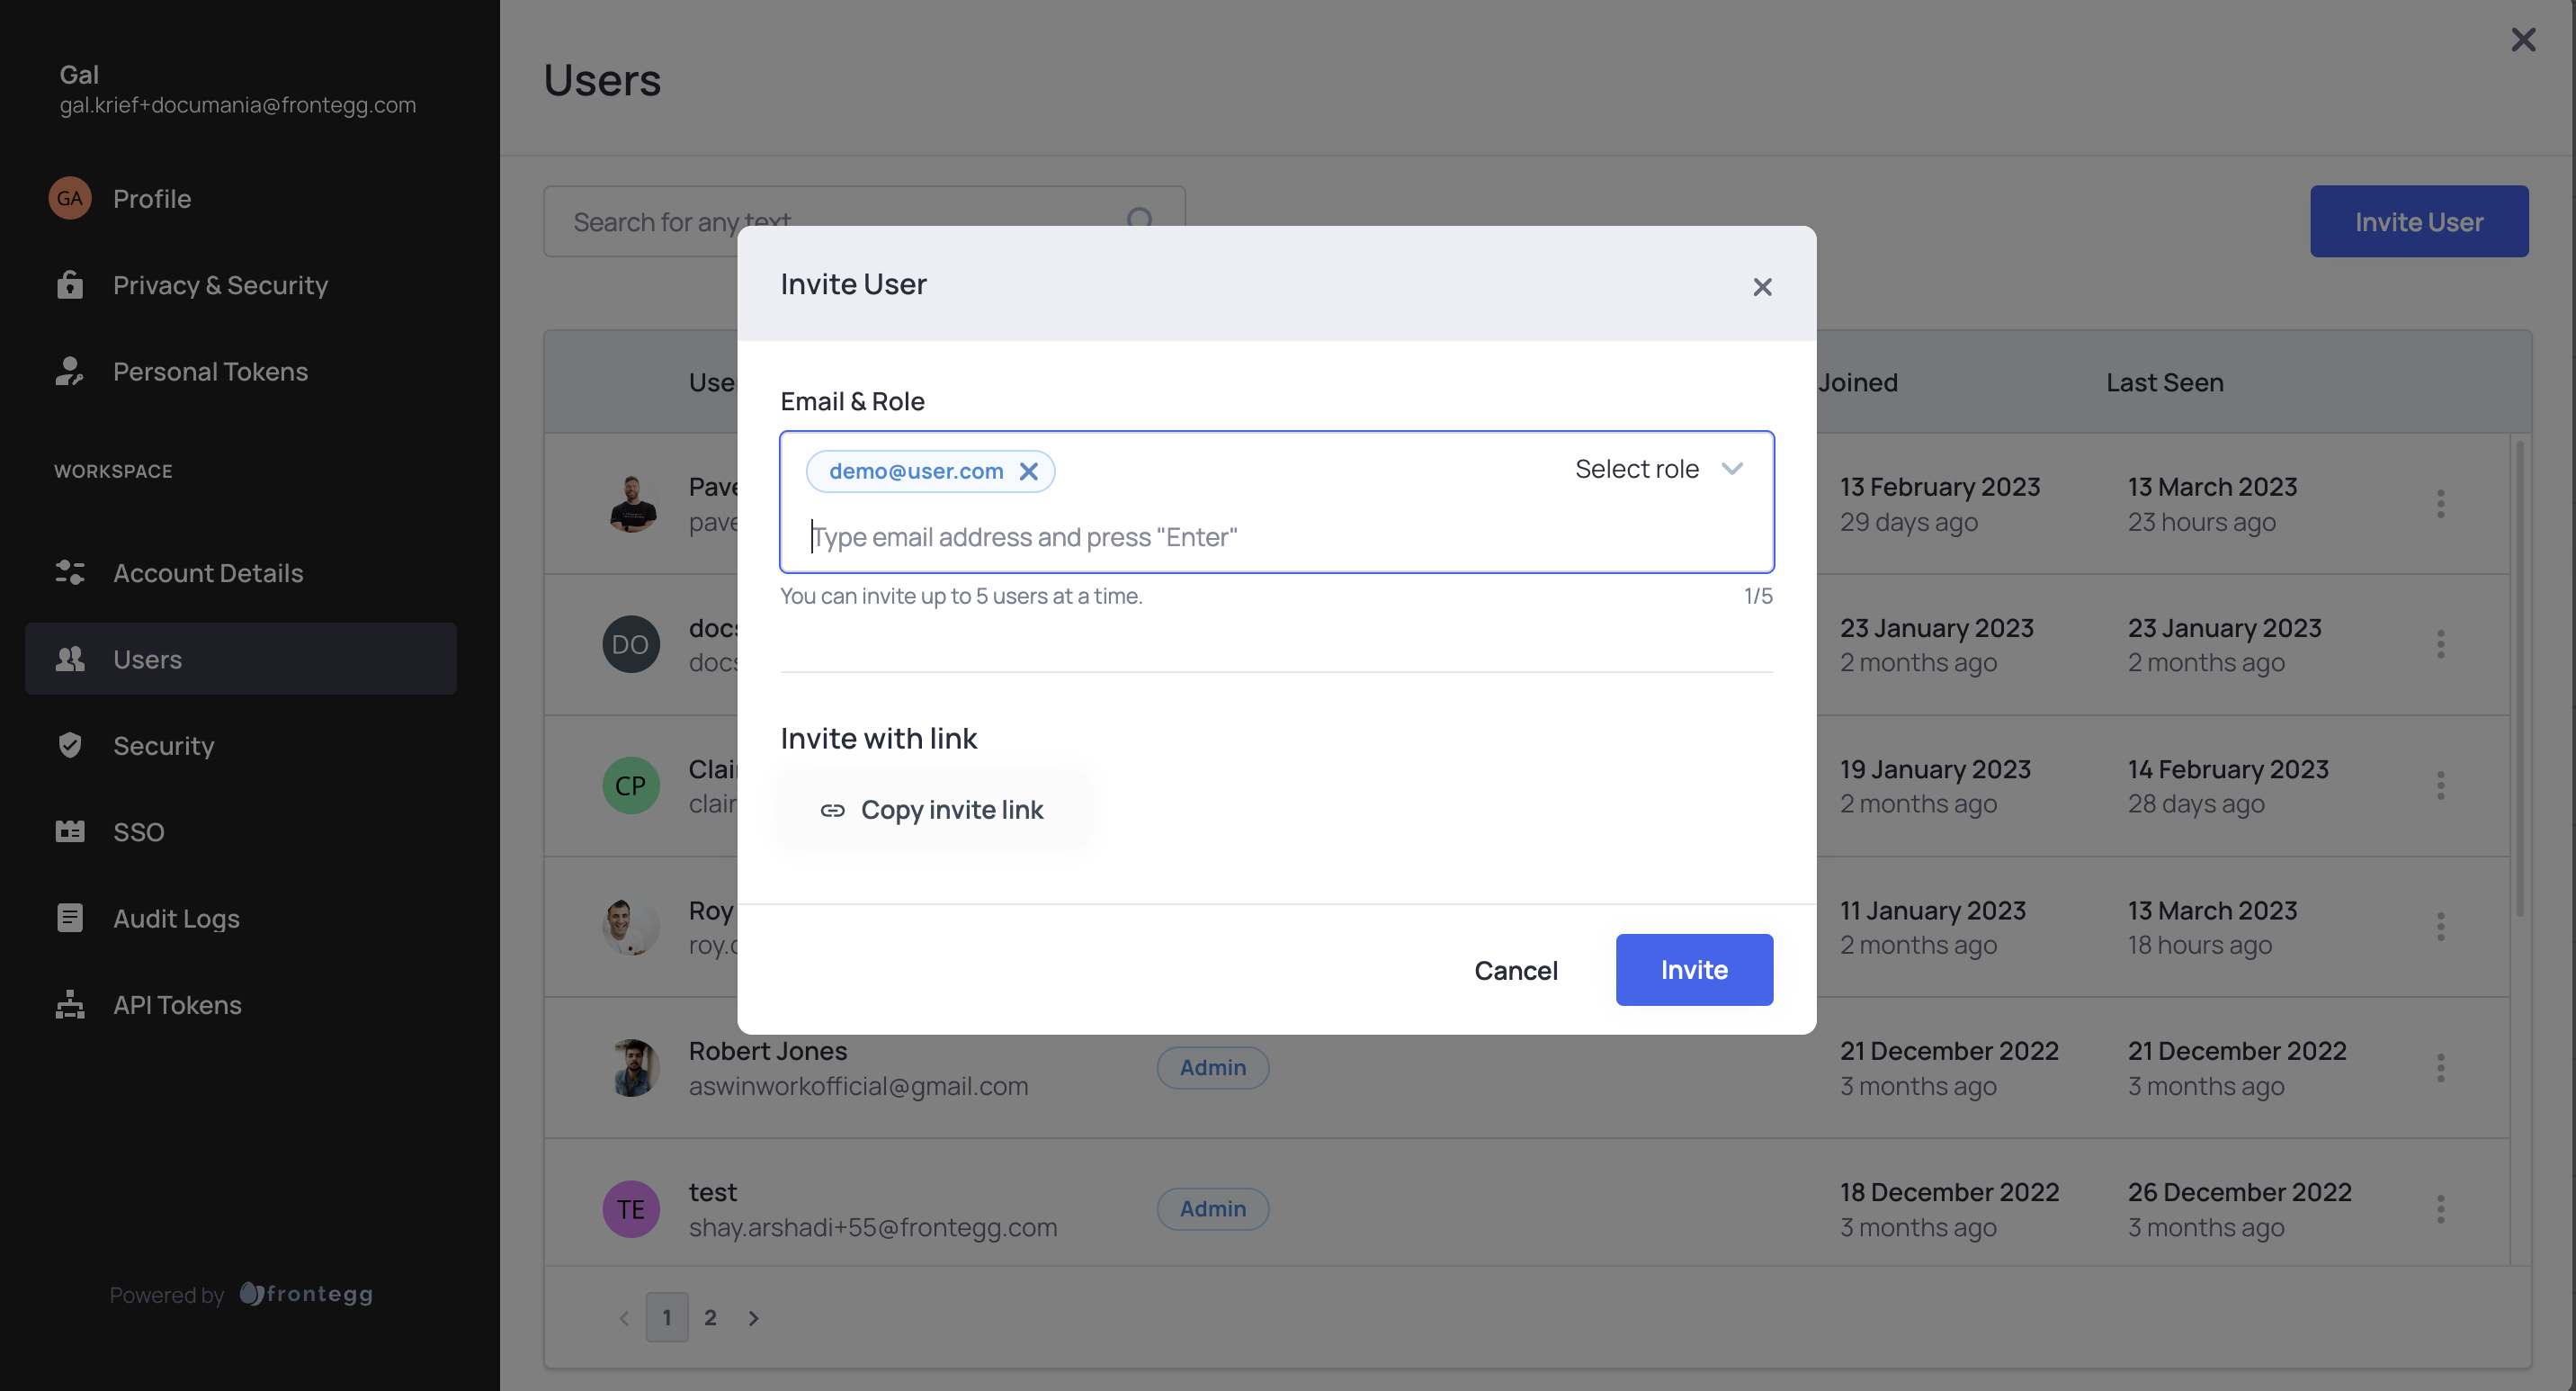 Gal
gal.krief+documania@frontegg.com
GA Profile
Privacy & Security
Personal Tokens
WORKSPACE
Account Details
Users
Security
SSO
Audit Logs
API Tokens
Powered by frontegg
Users
Search for any text
Invite User
Joined Last Seen
13 February 2023 13 March 2023
29 days ago 23 hours ago
DO
23 January 2023 23 January 2023
2 months ago 2 months ago
CP
19 January 2023 14 February 2023
2 months ago 28 days ago
Roy
11 January 2023 13 March 2023
2 months ago 18 hours ago
Robert Jones Admin 21 December 2022 21 December 2022
aswinworkofficial@gmail.com 3 months ago 3 months ago
TE test Admin 18 December 2022 26 December 2022
shay.arshadi+55@frontegg.com 3 months ago 3 months ago
1 2
Invite User
Email & Role
demo@user.com Select role
Type email address and press "Enter"
You can invite up to 5 users at a time. 1/5
Invite with link
Copy invite link
Cancel Invite